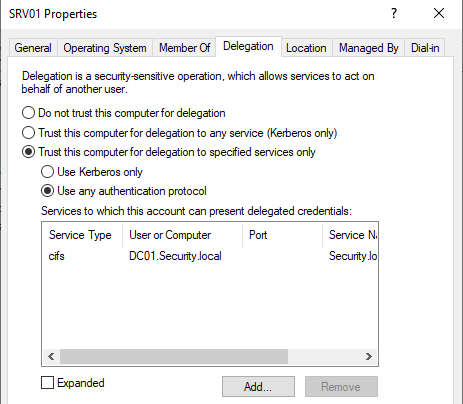 SRV01 Properties
?
General Operating System Member Of Delegation Location Managed By Dial-in
Delegation is a security-sensitive operation, which allows services to act on
behalf of another user.
Do not trust this computer for delegation
Trust this computer for delegation to any service (Kerberos only)
Trust this computer for delegation to specified services only
Use Kerberos only
Use any authentication protocol
Services to which this account can present delegated credentials:
Service Type User or Computer Port Service Na
cifs DC01.Security.local Security.lo
Expanded
Add... Remove